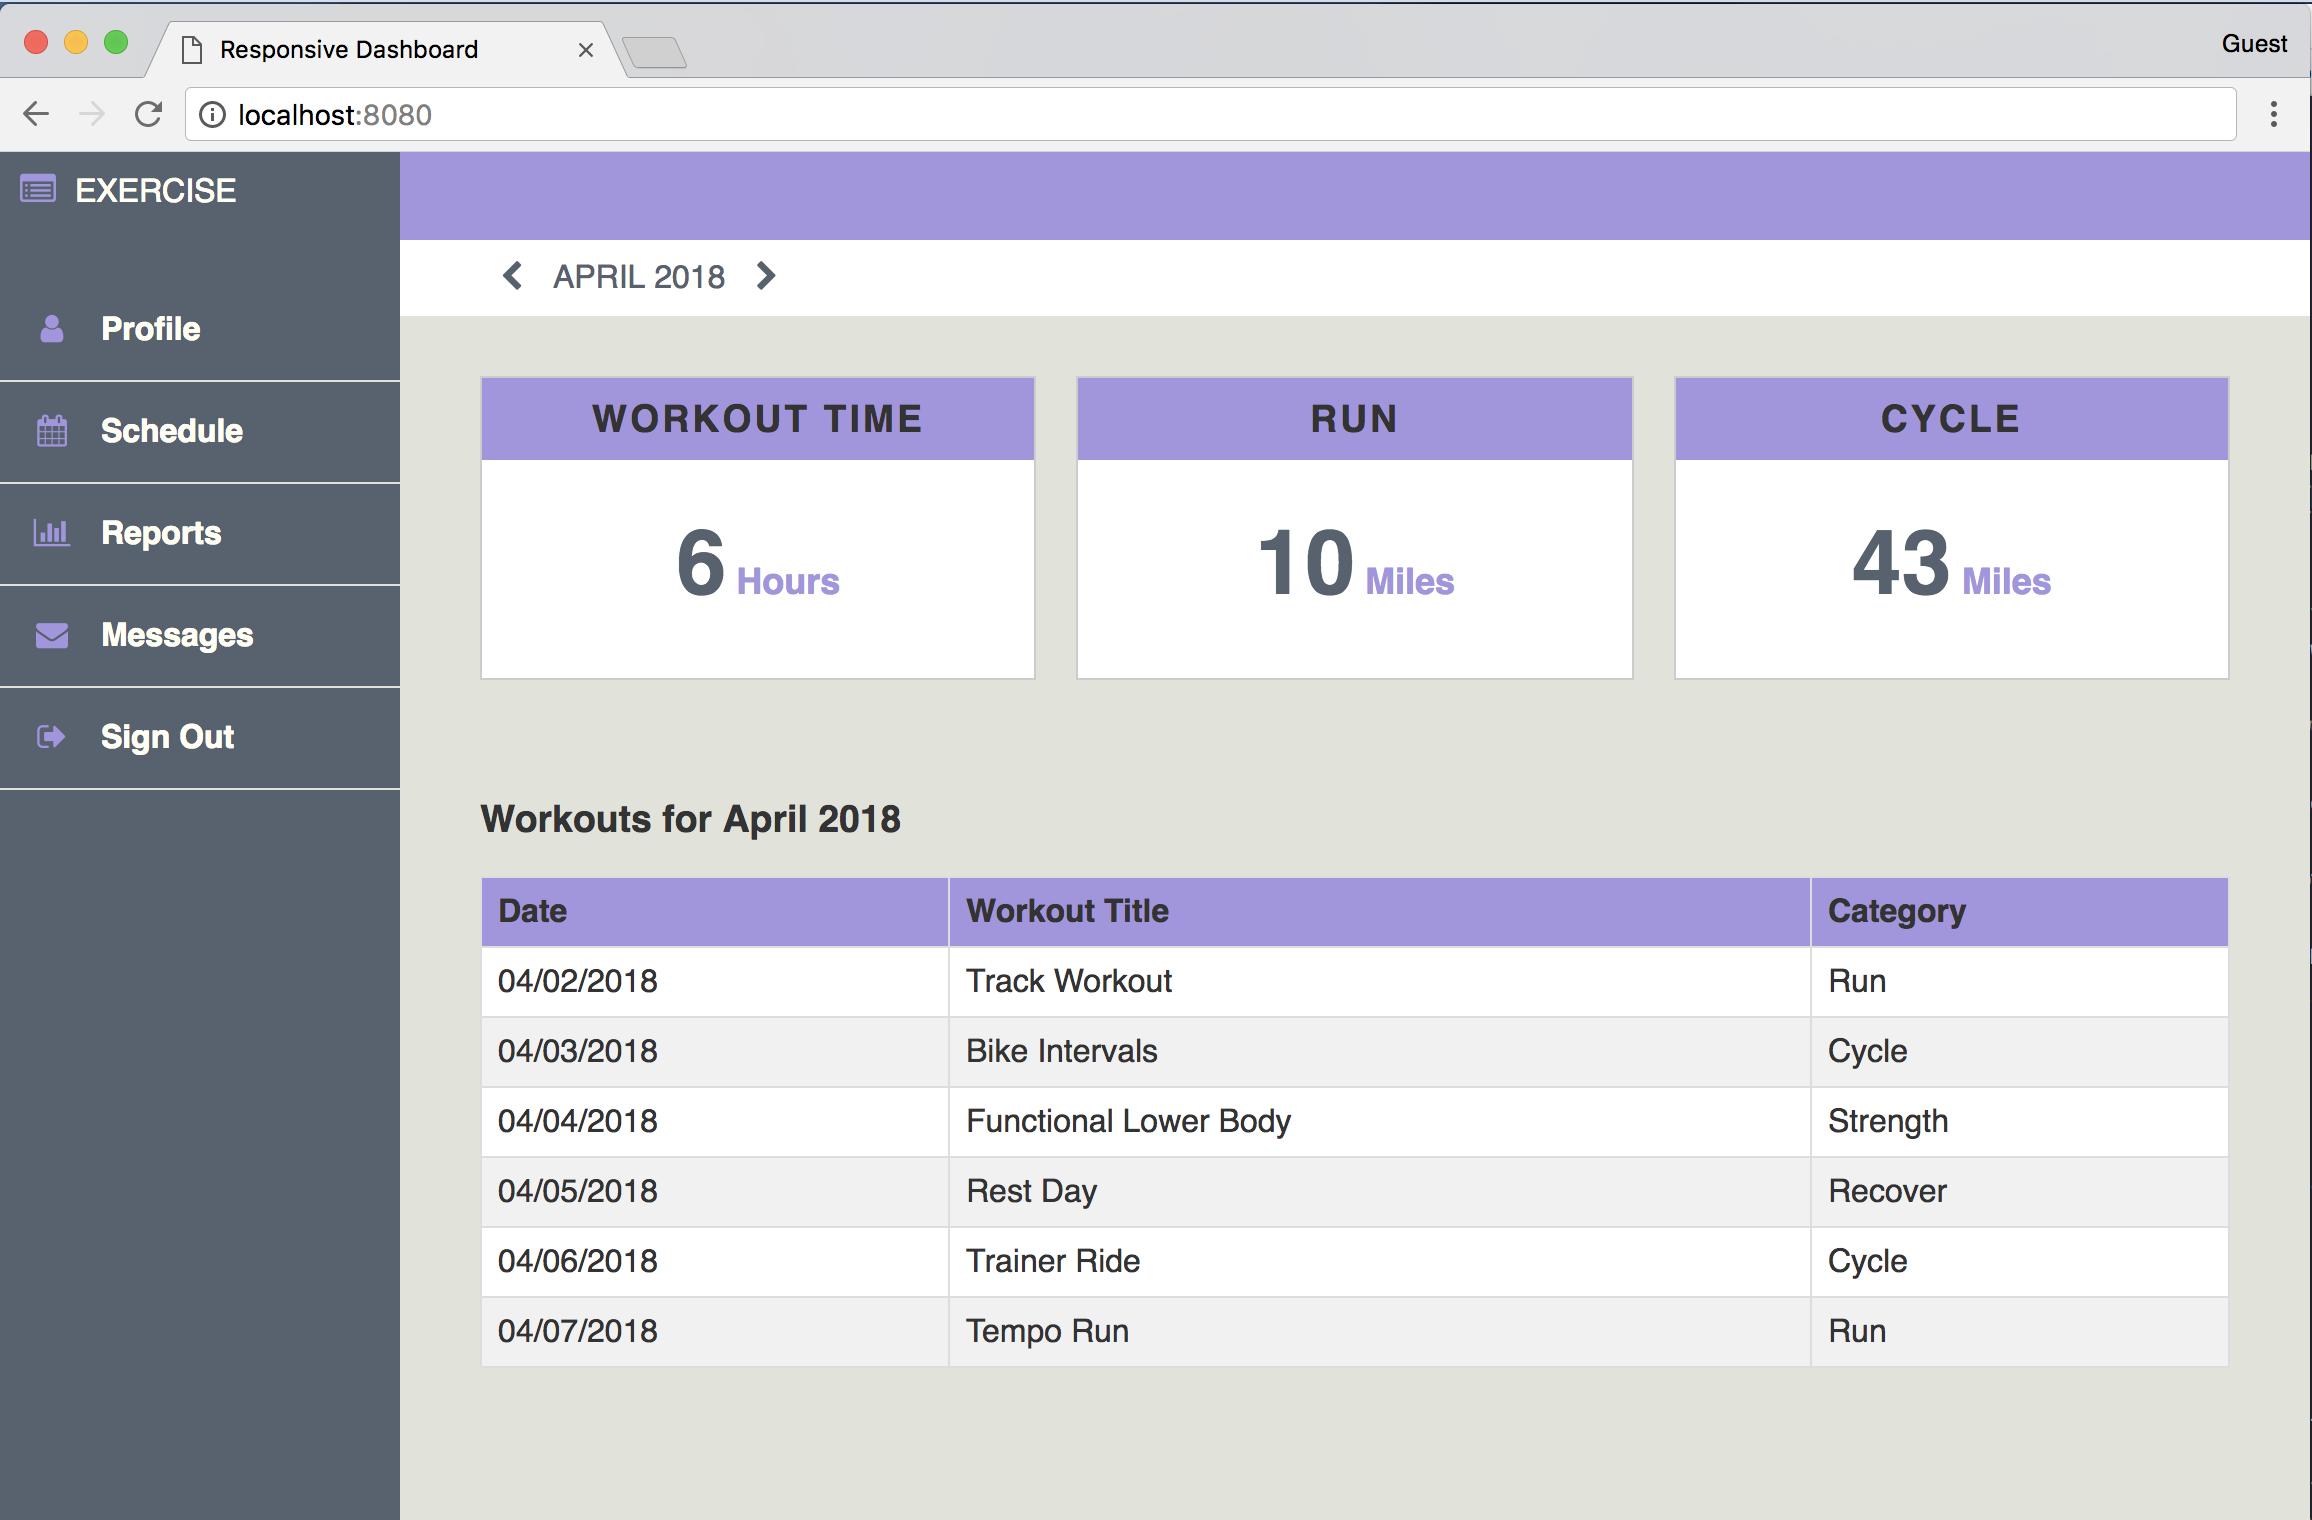 Responsive Dashboard
Guest
localhost:8080
EXERCISE
APRIL 2018
Profile
Schedule
Reports
Messages
Sign Out
WORKOUT TIME
6 Hours
RUN
10 Miles
CYCLE
43 Miles
Workouts for April 2018
Date Workout Title Category
04/02/2018 Track Workout Run
04/03/2018 Bike Intervals Cycle
04/04/2018 Functional Lower Body Strength
04/05/2018 Rest Day Recover
04/06/2018 Trainer Ride Cycle
04/07/2018 Tempo Run Run